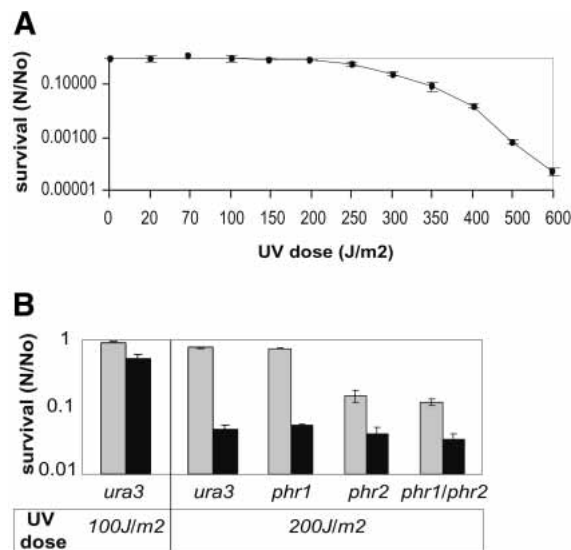 A
survival (N/No)
0.10000
0.00100
0.00001
0 20 70 100 150 200 250 300 350 400 500 600
UV dose (J/m2)
B
survival (N/No)
1
0.1
0.01
ura3 ura3 phr1 phr2 phr1/phr2
UV dose 100J/m2 200J/m2